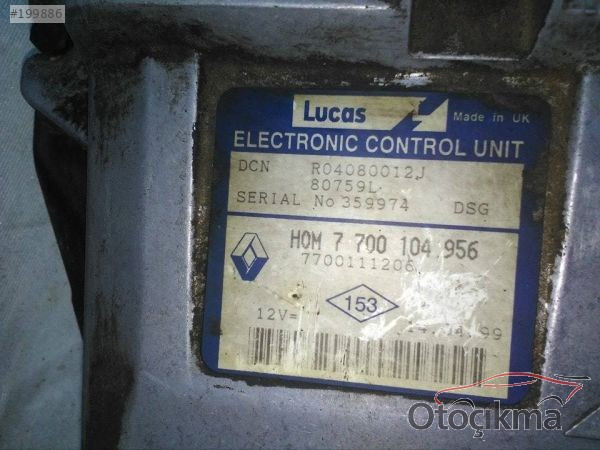 #199886
Lucas
Made in UK
ELECTRONIC CONTROL UNIT
DCN R04080012J
80759L
SERIAL No 359974 DSG
HOM 7 700 104 956
7700111206
153
12V=
99
Otoçıkma